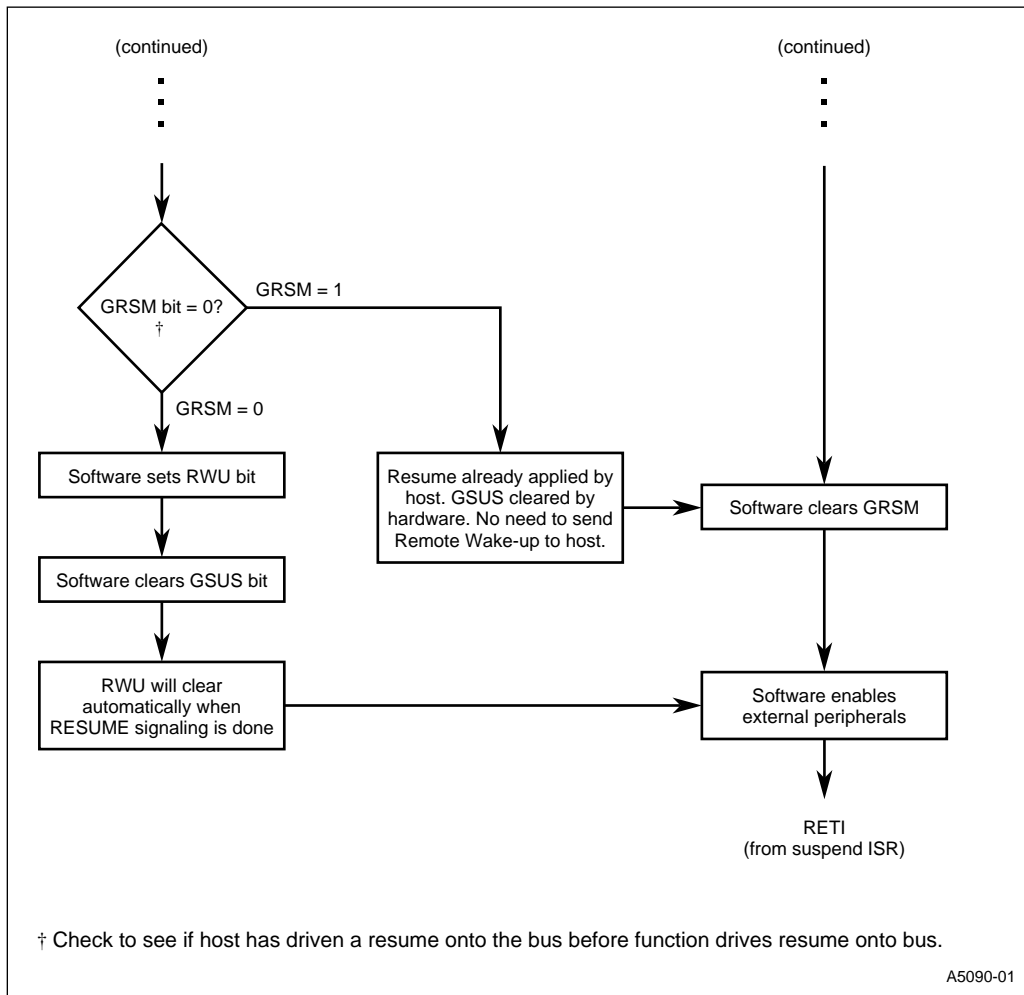 (continued)
(continued)
GRSM bit = 0?
†
GRSM = 1
GRSM = 0
Software sets RWU bit
Software clears GSUS bit
RWU will clear
automatically when
RESUME signaling is done
Resume already applied by
host. GSUS cleared by
hardware. No need to send
Remote Wake-up to host.
Software clears GRSM
Software enables
external peripherals
RETI
(from suspend ISR)
† Check to see if host has driven a resume onto the bus before function drives resume onto bus.
A5090-01